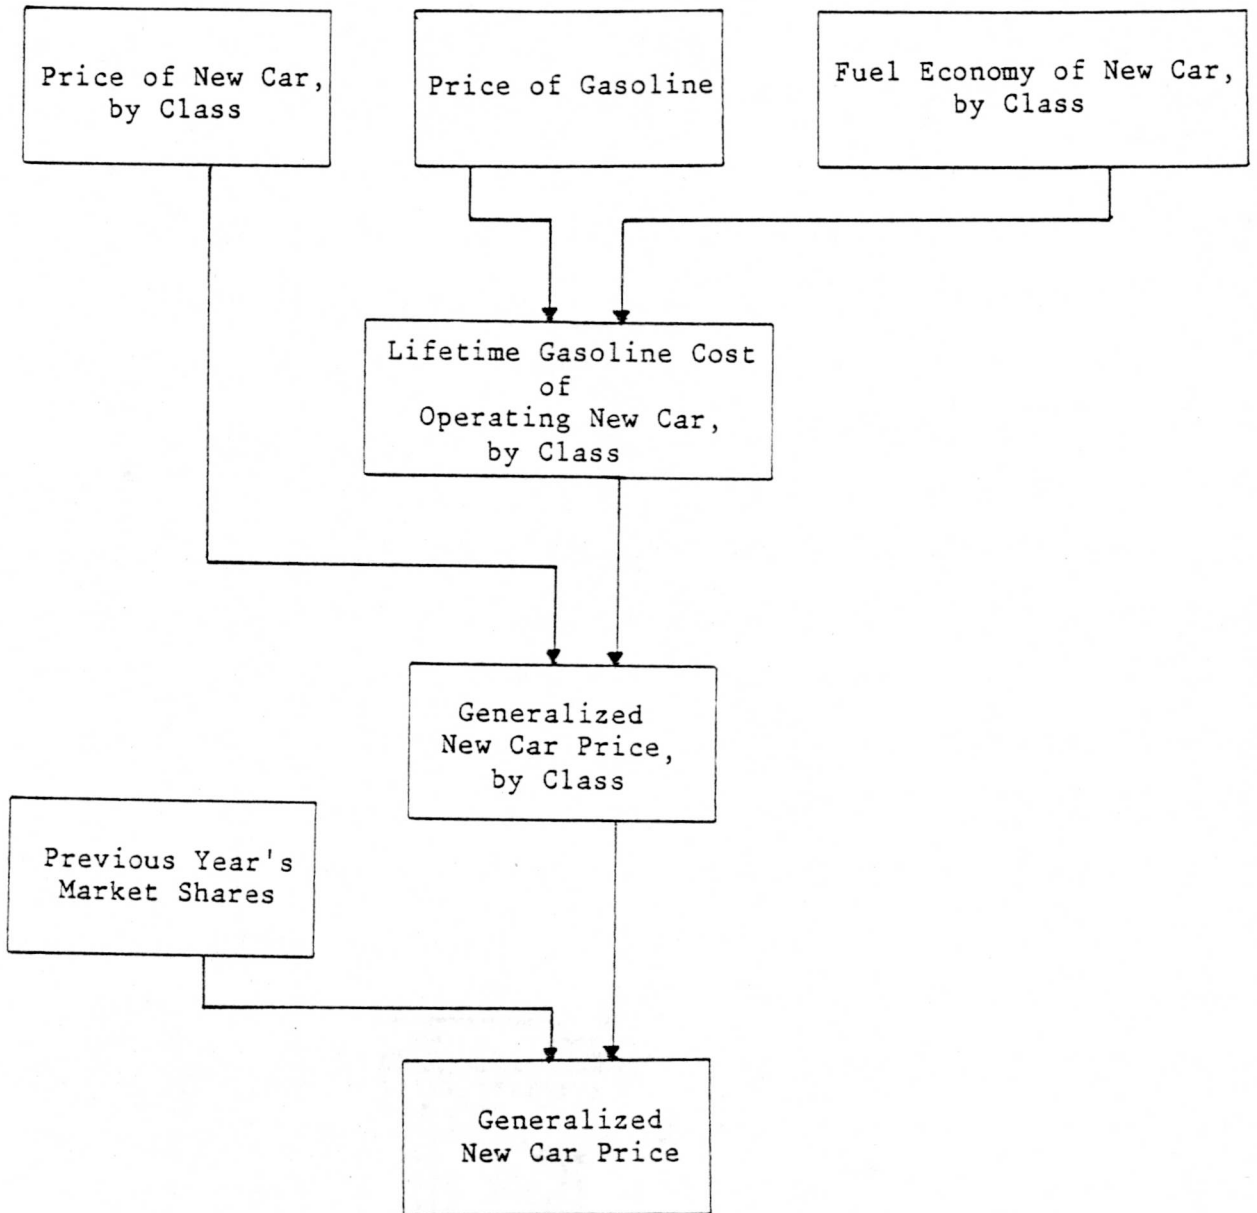 Price of New Car,
by Class
Price of Gasoline
Fuel Economy of New Car,
by Class
Lifetime Gasoline Cost
of
Operating New Car,
by Class
Generalized
New Car Price,
by Class
Previous Year's
Market Shares
Generalized
New Car Price